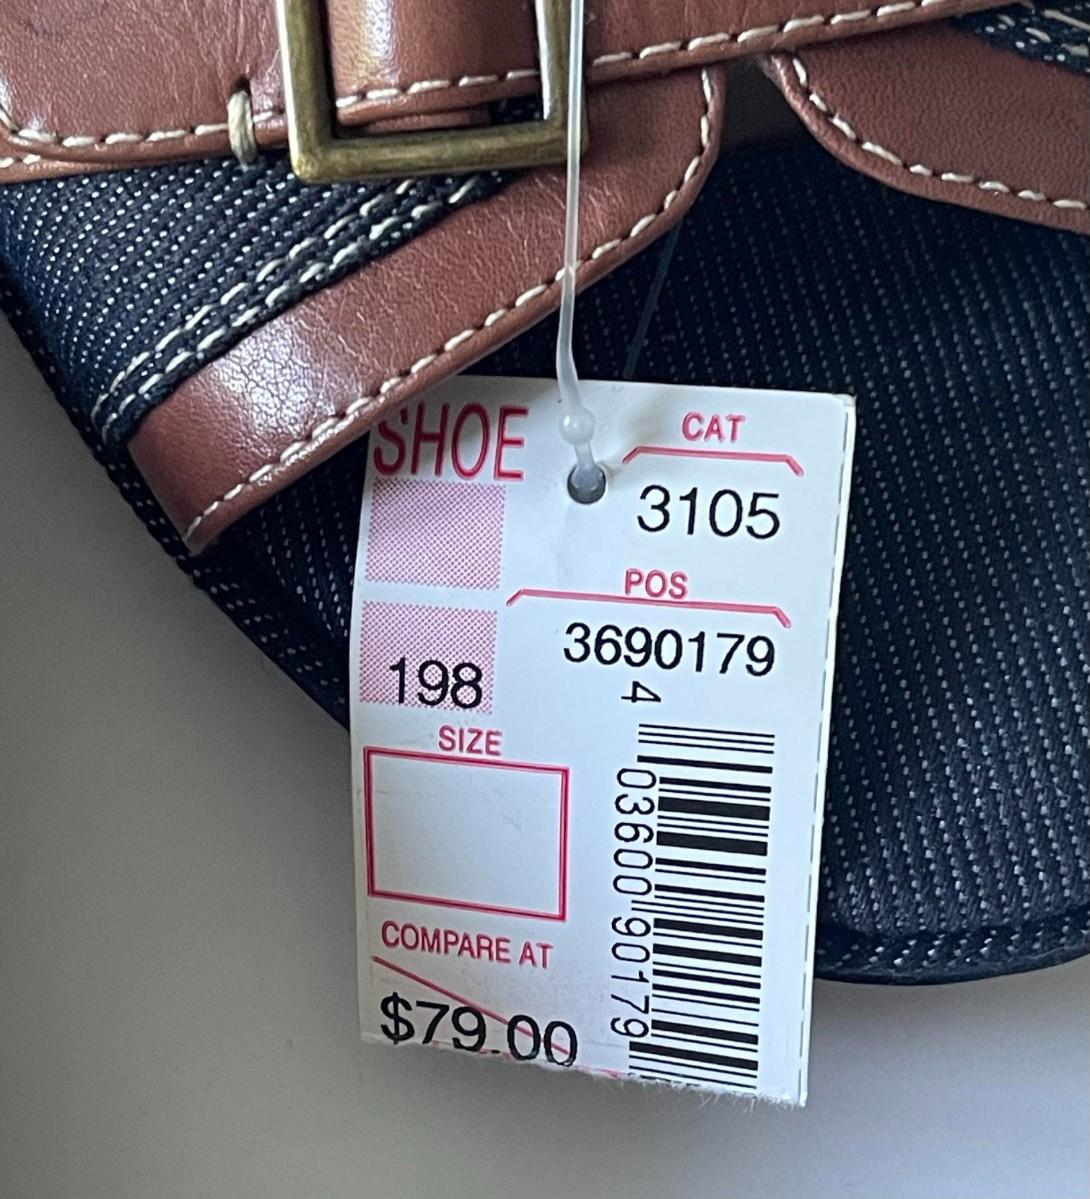 SHOE
CAT
3105
POS
3690179
198
4
SIZE
03600 90179
COMPARE AT
$79.00